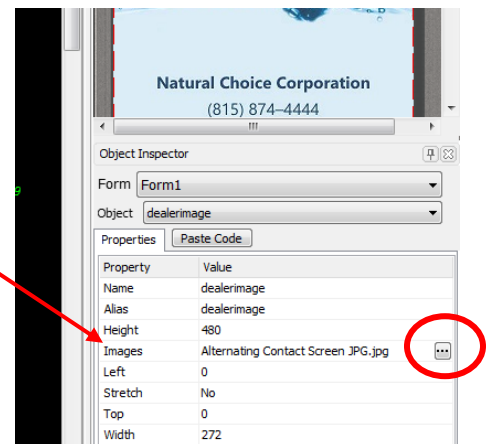 Natural Choice Corporation
(815) 874–4444
9
Object Inspector
Form Form1
Object dealerimage
Properties Paste Code
Property Value
Name dealerimage
Alias dealerimage
Height 480
Images Alternating Contact Screen JPG.jpg ...
Left 0
Stretch No
Top 0
Width 272